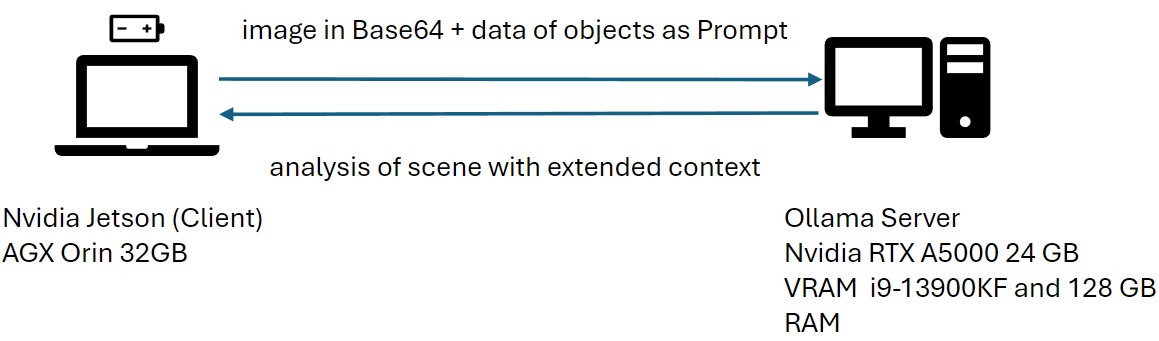 image in Base64 + data of objects as Prompt
analysis of scene with extended context
Nvidia Jetson (Client)
AGX Orin 32GB
Ollama Server
Nvidia RTX A5000 24 GB
VRAM  i9-13900KF and 128 GB
RAM